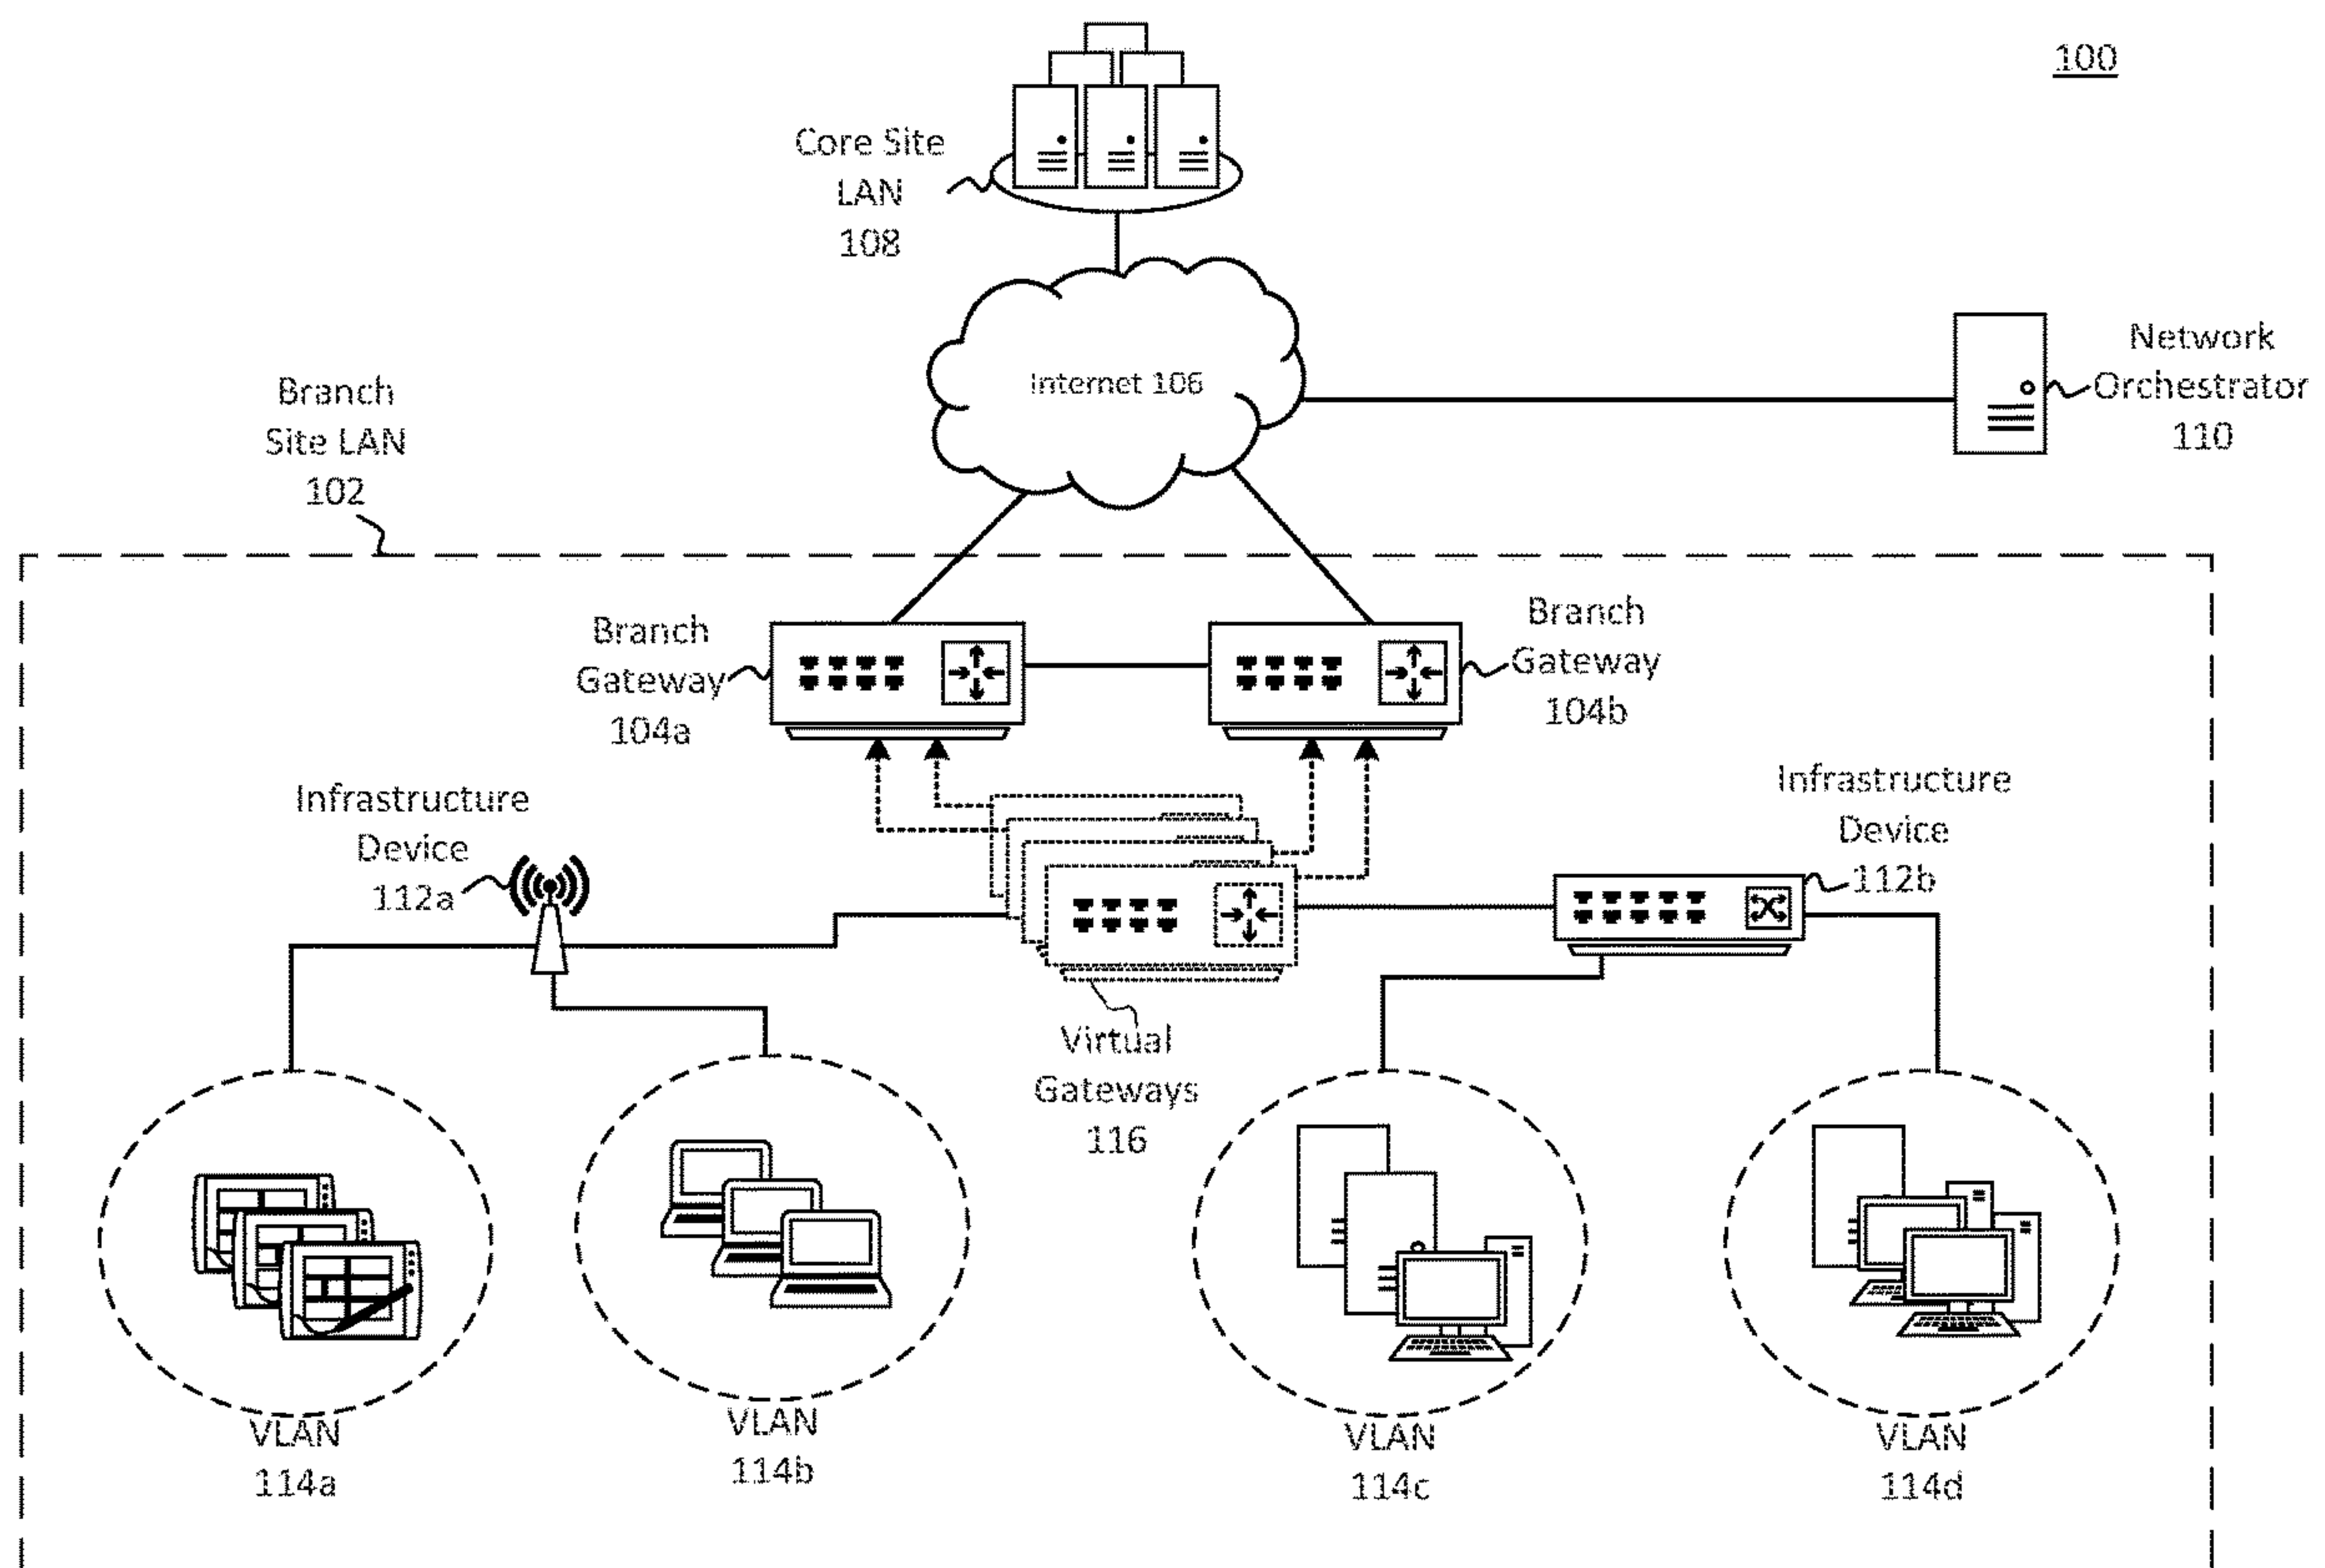 100
Core Site
LAN
108
Internet 106
Network
Orchestrator
110
Branch
Site LAN
102
Branch
Gateway
104a
Branch
Gateway
104b
Infrastructure
Device
112a
Infrastructure
Device
112b
Virtual
Gateways
116
VLAN
114a
VLAN
114b
VLAN
114c
VLAN
114d